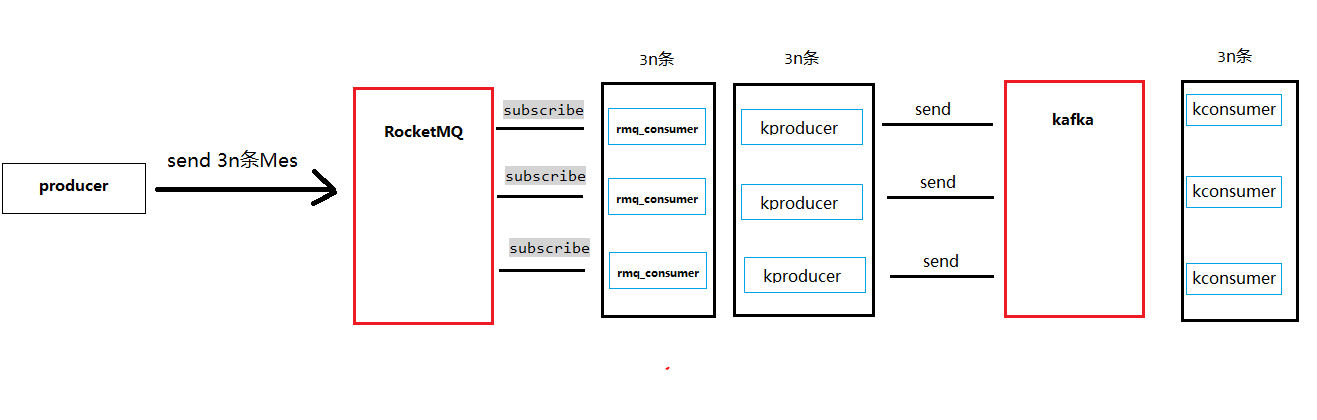 3n条
3n条
3n条
producer
send 3n条Mes
RocketMQ
subscribe
subscribe
subscribe
rmq_consumer
rmq_consumer
rmq_consumer
kproducer
kproducer
kproducer
send
send
send
kafka
kconsumer
kconsumer
kconsumer